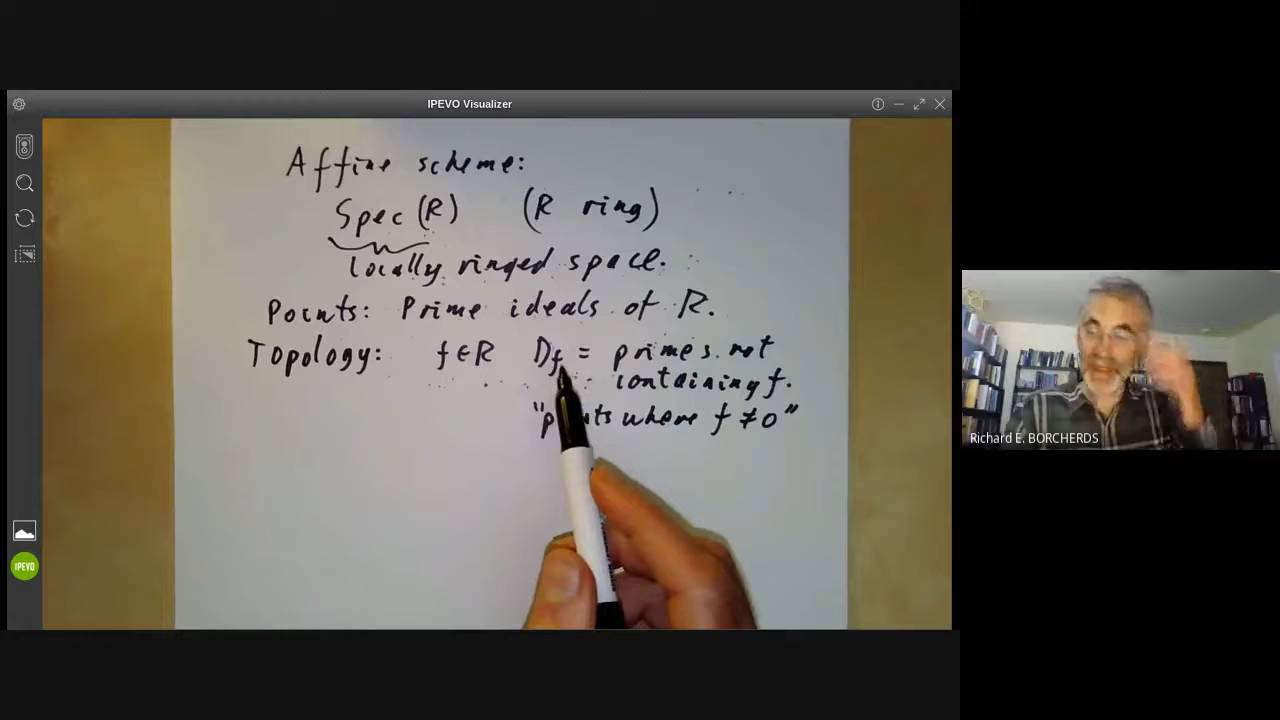 IPEVO Visualizer
Affine scheme:
Spec (R) (R ring)
locally ringed space.
Points: Prime ideals of R.
Topology: f ∈ R D_f = primes not
containing f.
"points where f ≠ 0"
IPEVO
Richard E. BORCHERDS